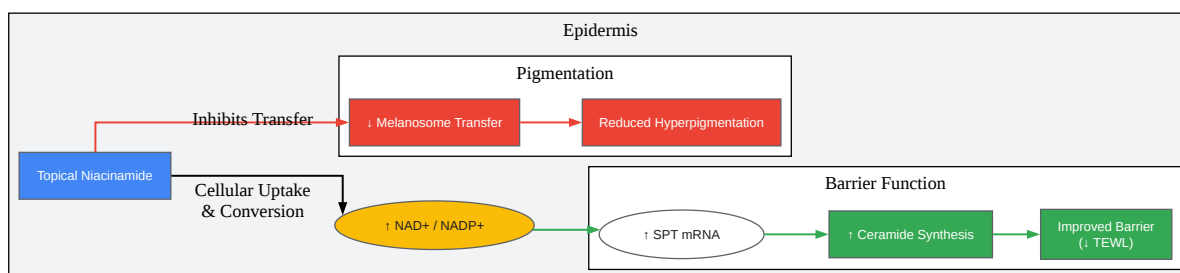 Epidermis
Pigmentation
Inhibits Transfer
↓ Melanosome Transfer
Reduced Hyperpigmentation
Topical Niacinamide
Cellular Uptake
& Conversion
↑ NAD+ / NADP+
Barrier Function
↑ SPT mRNA
↑ Ceramide Synthesis
Improved Barrier
(↓ TEWL)